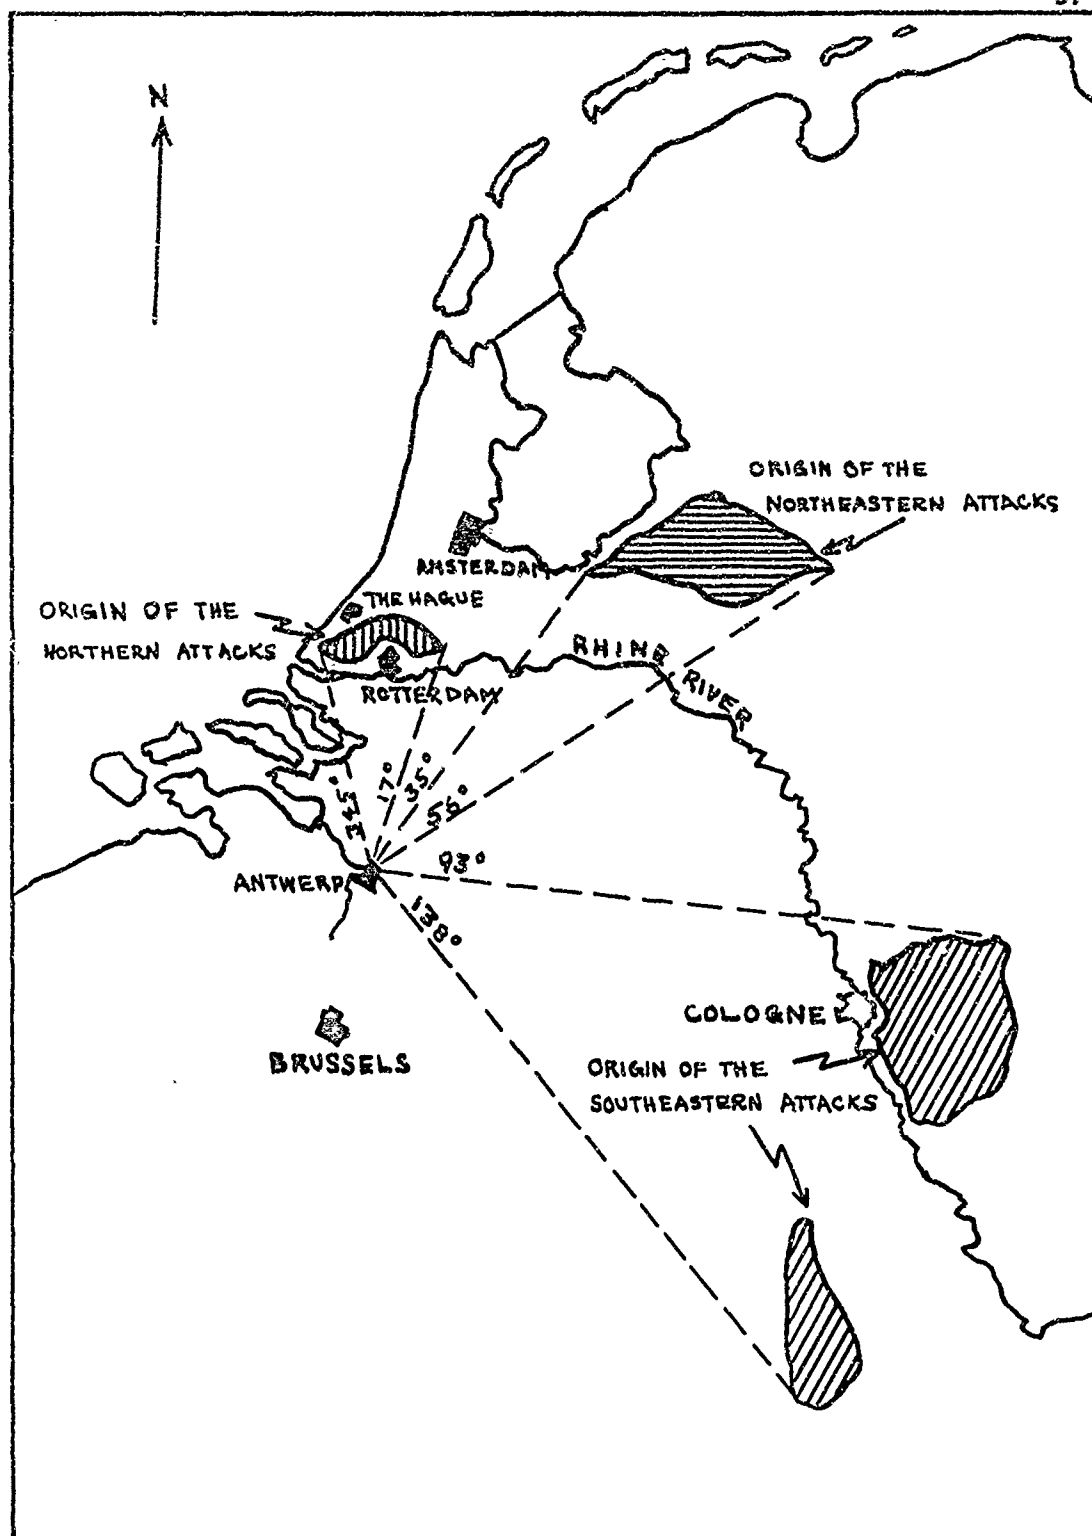 N
ORIGIN OF THE
NORTHEASTERN ATTACKS
AMSTERDAM
THE HAGUE
ORIGIN OF THE
NORTHERN ATTACKS
RHINE
RIVER
ROTTERDAM
345°
17°
35°
56°
93°
ANTWERP
138°
COLOGNE
BRUSSELS
ORIGIN OF THE
SOUTHEASTERN ATTACKS